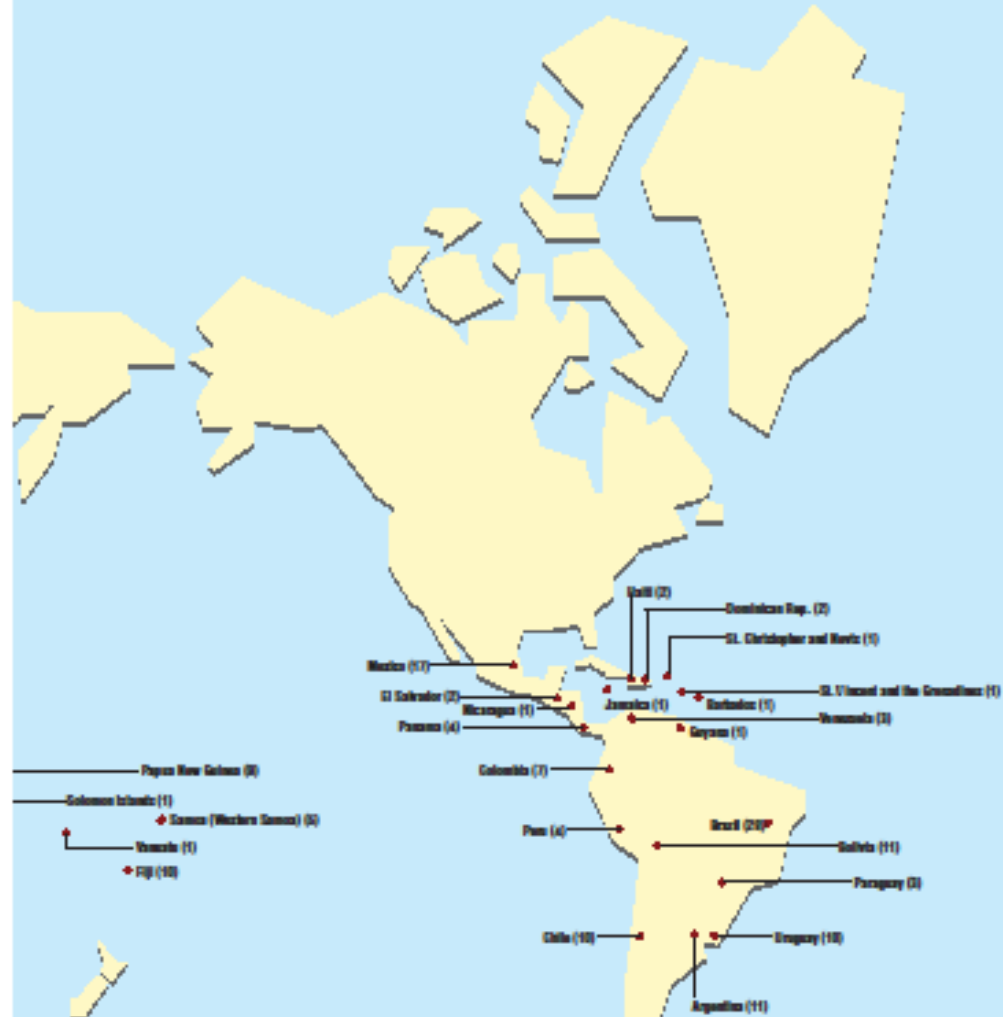 Haiti (2)
Dominican Rep. (2)
St. Christopher and Nevis (1)
Mexico (17)
El Salvador (2)
St. Vincent and the Grenadines (1)
Nicaragua (1)
Jamaica (1)
Barbados (1)
Venezuela (3)
Panama (4)
Guyana (1)
Papua New Guinea
Colombia (7)
Solomon Islands (1)
Samoa (Western Samoa)
Brazil
Peru (4)
Vanuatu (1)
Bolivia (11)
Fiji (10)
Paraguay
Chile (10)
Uruguay (10)
Argentina (11)